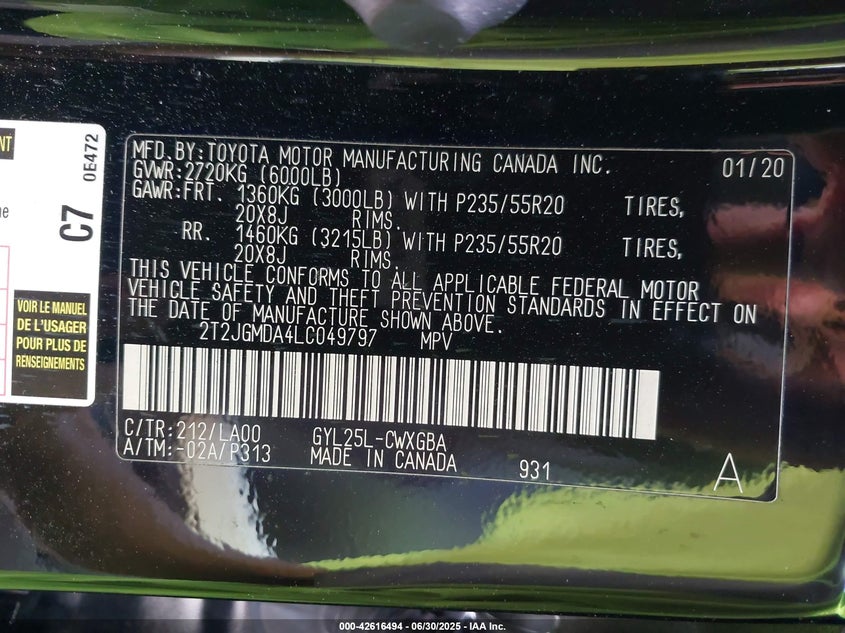 NT
0E472
ne
C7
VOIR LE MANUEL
DE L'USAGER
POUR PLUS DE
RENSEIGNEMENTS
MFD.BY:TOYOTA MOTOR MANUFACTURING CANADA INC. 01/20
GVWR:2720KG (6000LB)
GAWR:FRT. 1360KG (3000LB) WITH P235/55R20 TIRES,
20X8J RIMS.
RR. 1460KG (3215LB) WITH P235/55R20 TIRES,
20X8J RIMS.
THIS VEHICLE CONFORMS TO ALL APPLICABLE FEDERAL MOTOR
VEHICLE SAFETY AND THEFT PREVENTION STANDARDS IN EFFECT ON
THE DATE OF MANUFACTURE SHOWN ABOVE.
2T2JGMDA4LC049797 MPV
C/TR:212/LA00 GYL25L-CWXGBA
A/TM:-02A/P313 MADE IN CANADA 931 A
000-42616494 - 06/30/2025 - IAA Inc.